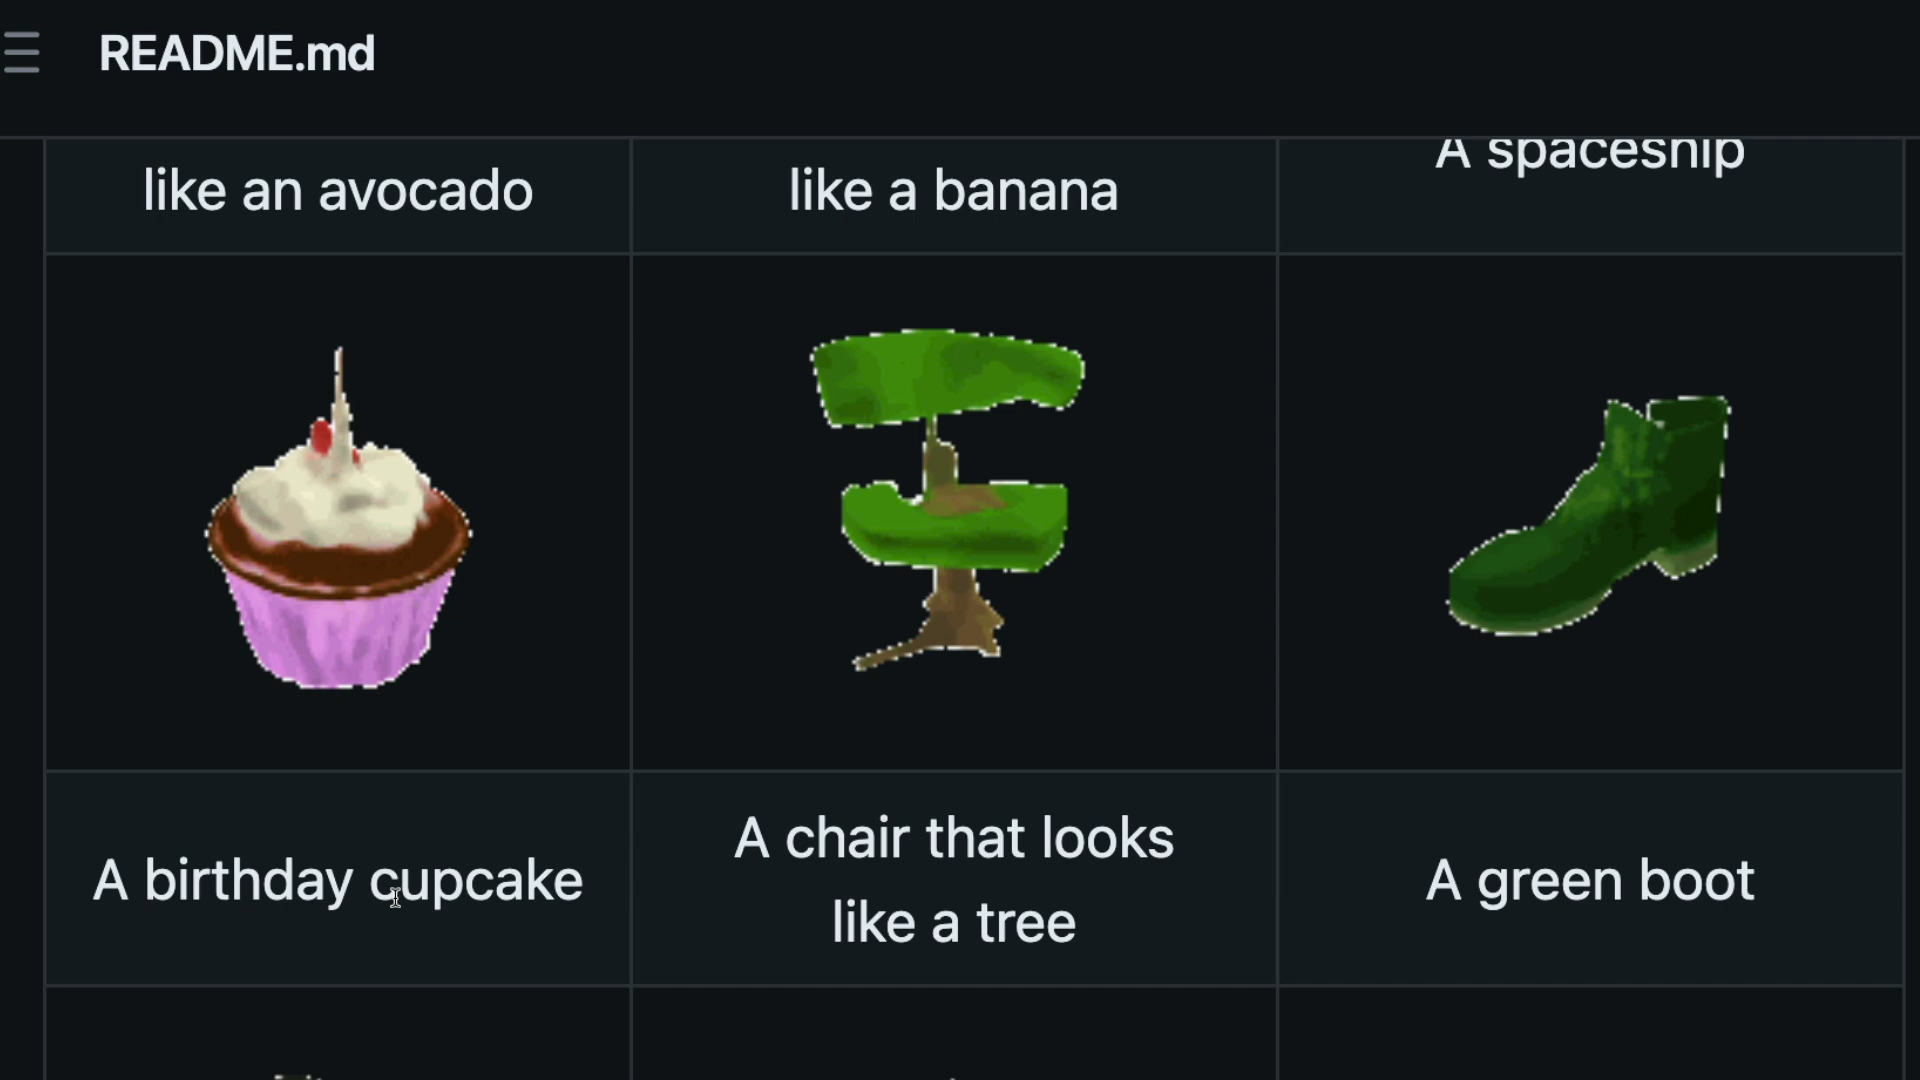 README.md
like an avocado
like a banana
A spaceship
A birthday cupcake
A chair that looks
like a tree
A green boot